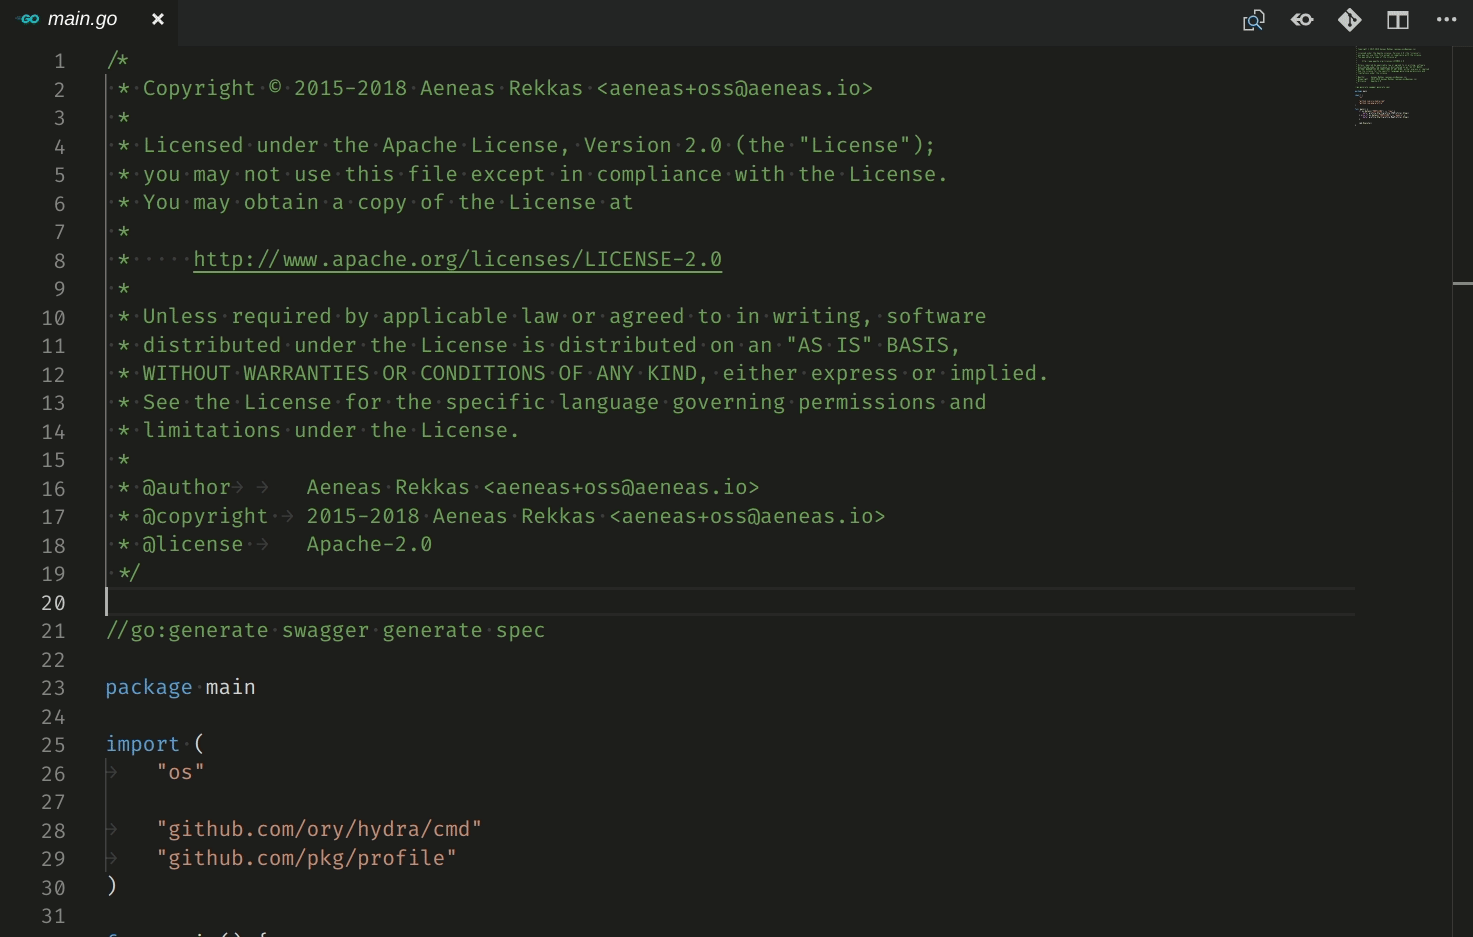 GO main.go ×
1 /*
2  * Copyright © 2015-2018 Aeneas Rekkas <aeneas+oss@aeneas.io>
3  *
4  * Licensed under the Apache License, Version 2.0 (the "License");
5  * you may not use this file except in compliance with the License.
6  * You may obtain a copy of the License at
7  *
8  *     http://www.apache.org/licenses/LICENSE-2.0
9  *
10  * Unless required by applicable law or agreed to in writing, software
11  * distributed under the License is distributed on an "AS IS" BASIS,
12  * WITHOUT WARRANTIES OR CONDITIONS OF ANY KIND, either express or implied.
13  * See the License for the specific language governing permissions and
14  * limitations under the License.
15  *
16  * @author    Aeneas Rekkas <aeneas+oss@aeneas.io>
17  * @copyright  2015-2018 Aeneas Rekkas <aeneas+oss@aeneas.io>
18  * @license   Apache-2.0
19  */
20
21 //go:generate swagger generate spec
22
23 package main
24
25 import (
26     "os"
27
28     "github.com/ory/hydra/cmd"
29     "github.com/pkg/profile"
30 )
31